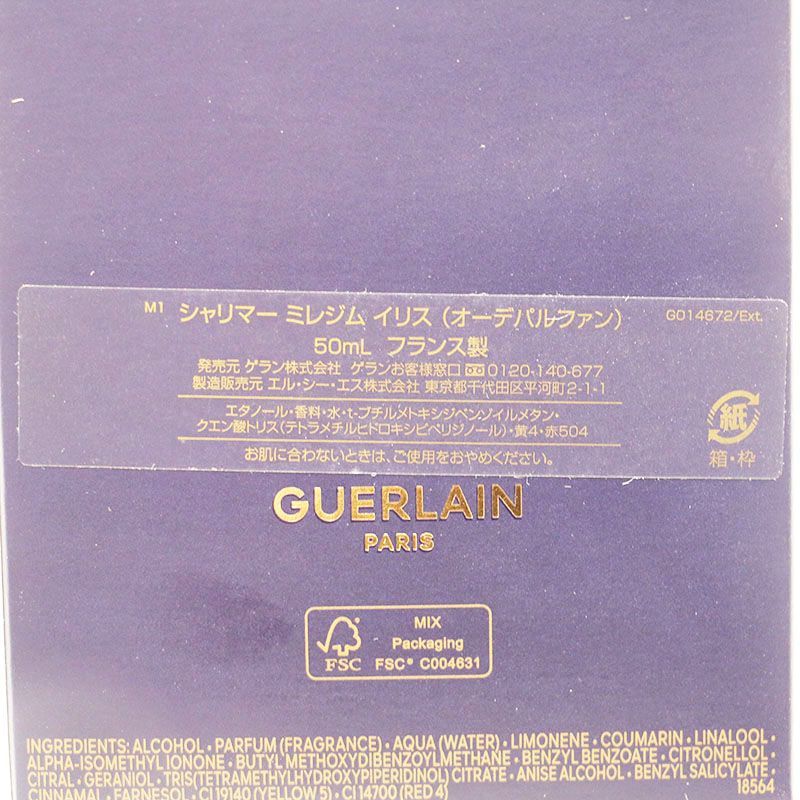 M1 シャリマー ミレジム イリス (オーデパルファン) G014672/Ext.
50mL フランス製
発売元 ゲラン株式会社 ゲランお客様窓口 0120-140-677
製造販売元 エル・シー・エス株式会社 東京都千代田区平河町2-1-1
エタノール・香料・水・t-ブチルメトキシジベンゾイルメタン・
クエン酸トリス(テトラメチルヒドロキシピペリジノール)・黄4・赤504
お肌に合わないときは、ご使用をおやめください。
紙
箱・枠
GUERLAIN
PARIS
FSC
MIX
Packaging
FSC® C004631
INGREDIENTS: ALCOHOL • PARFUM (FRAGRANCE) • AQUA (WATER) • LIMONENE • COUMARIN • LINALOOL •
ALPHA-ISOMETHYL IONONE • BUTYL METHOXYDIBENZOYLMETHANE • BENZYL BENZOATE • CITRONELLOL •
CITRAL • GERANIOL • TRIS(TETRAMETHYLHYDROXYPIPERIDINOL) CITRATE • ANISE ALCOHOL • BENZYL SALICYLATE •
CINNAMAL • FARNESOL • CI 19140 (YELLOW 5) • CI 14700 (RED 4) 18564